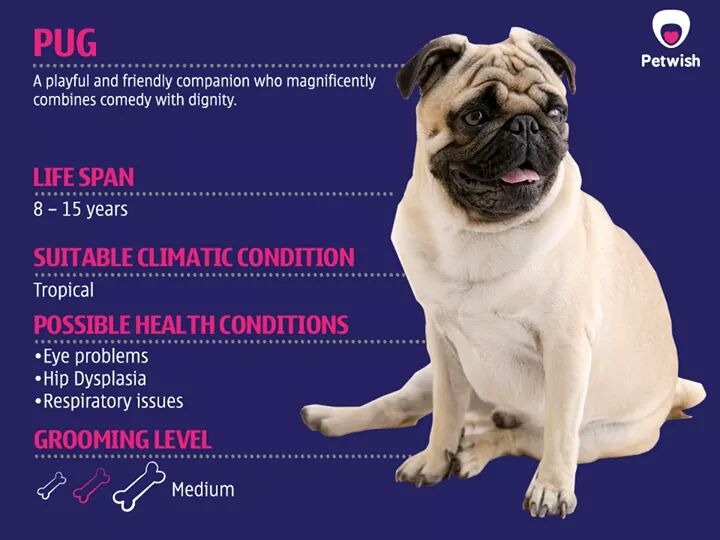 PUG
A playful and friendly companion who magnificently
combines comedy with dignity.
Petwish
LIFE SPAN
8 – 15 years
SUITABLE CLIMATIC CONDITION
Tropical
POSSIBLE HEALTH CONDITIONS
•Eye problems
•Hip Dysplasia
•Respiratory issues
GROOMING LEVEL
Medium